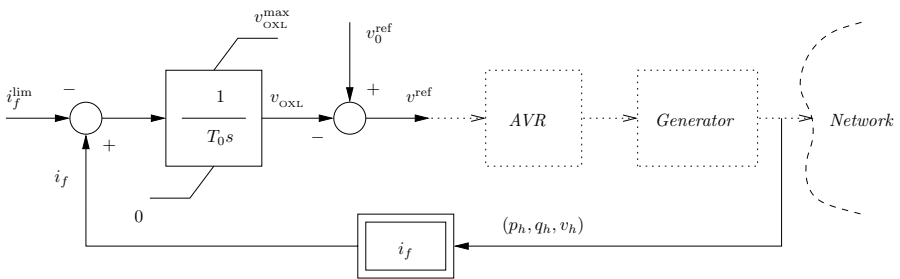 v_OXL^max
v_0^ref
i_f^lim
−
1
T_0 s
v_OXL
+
v^ref
AVR
Generator
Network
+
−
i_f
0
(p_h, q_h, v_h)
i_f